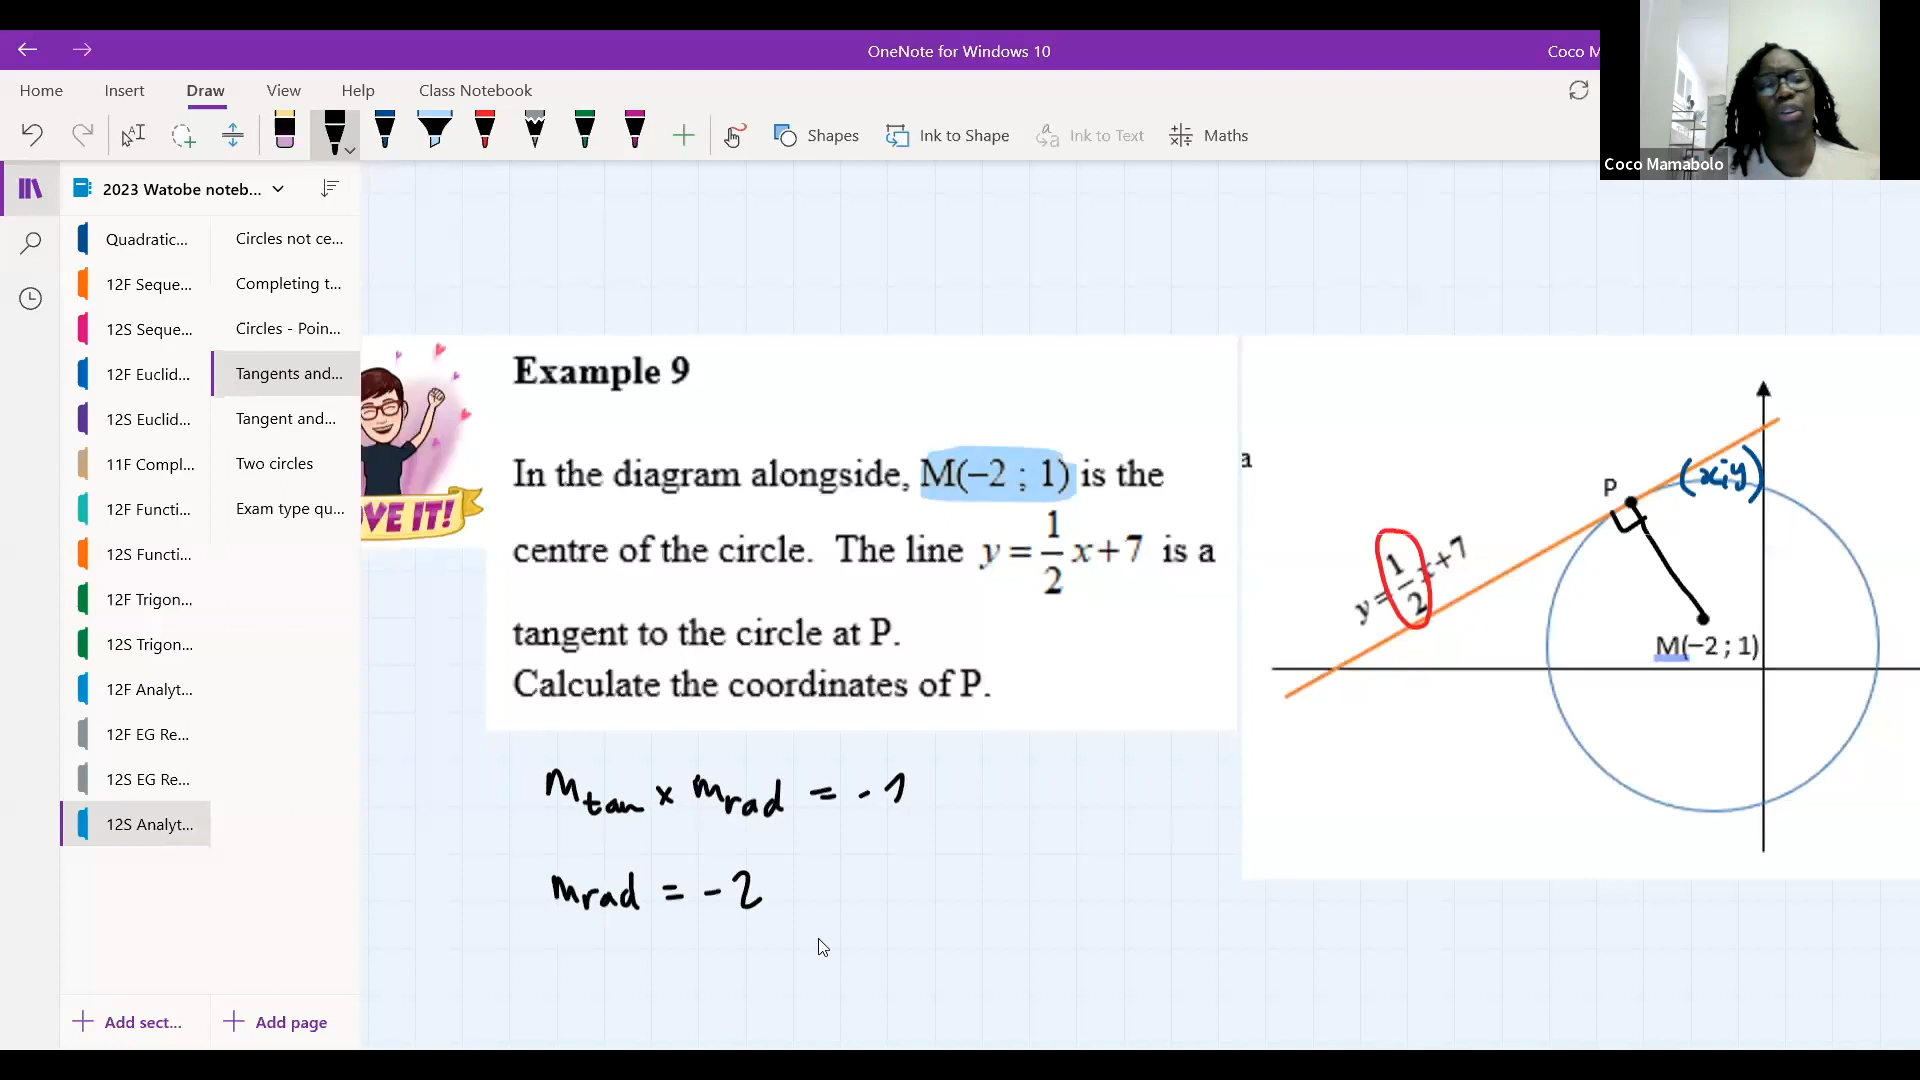 OneNote for Windows 10
Coco M
Home Insert Draw View Help Class Notebook
Shapes Ink to Shape Ink to Text Maths
Coco Mamabolo
2023 Watobe noteb...
Quadratic...
12F Seque...
12S Seque...
12F Euclid...
12S Euclid...
11F Compl...
12F Functi...
12S Functi...
12F Trigon...
12S Trigon...
12F Analyt...
12F EG Re...
12S EG Re...
12S Analyt...
Circles not ce...
Completing t...
Circles - Poin...
Tangents and...
Tangent and...
Two circles
Exam type qu...
Add sect...
Add page
VE IT!
Example 9
In the diagram alongside, M(–2 ; 1) is the
centre of the circle. The line y = 1/2 x + 7 is a
tangent to the circle at P.
Calculate the coordinates of P.
m tan × m rad = -1
m rad = -2
a
P
(x;y)
y = 1/2 x + 7
M(–2 ; 1)